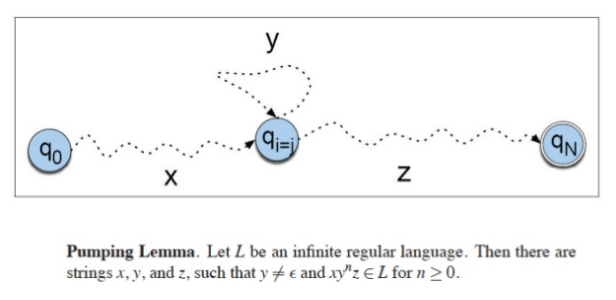 y
q0 qi=j qN
x z
Pumping Lemma. Let L be an infinite regular language. Then there are
strings x, y, and z, such that y ≠ ϵ and xyⁿz ∈ L for n ≥ 0.